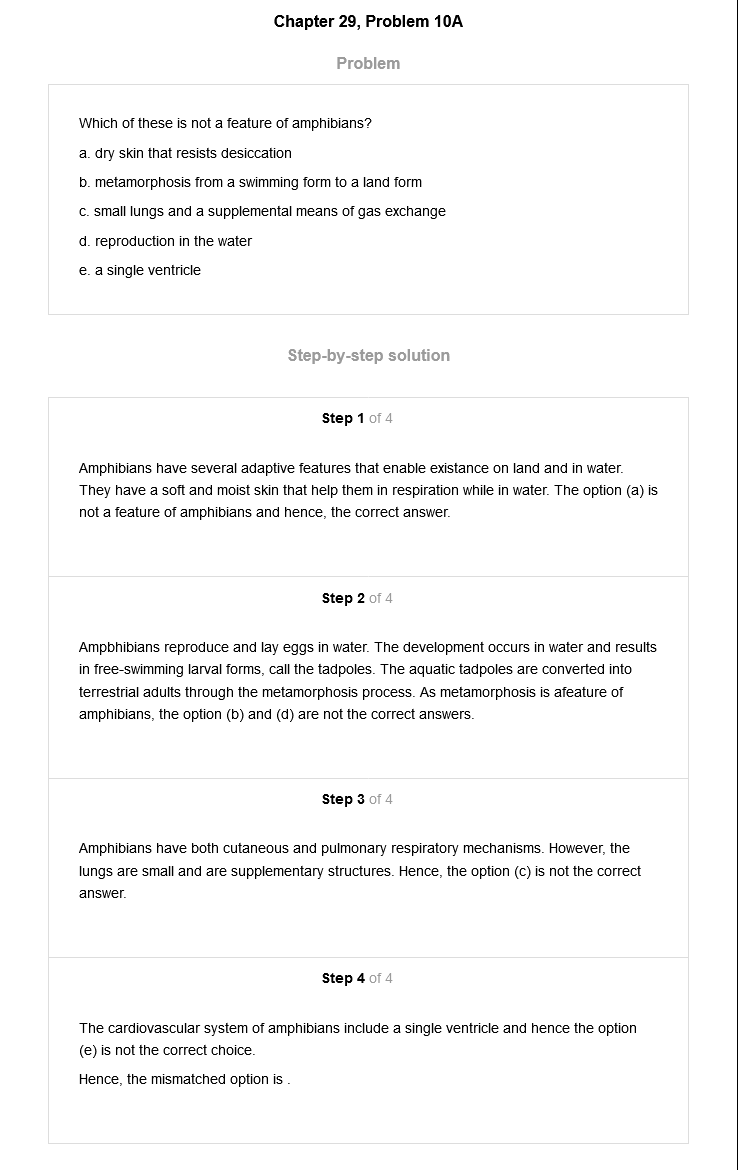 Chapter 29, Problem 10A
Problem
Which of these is not a feature of amphibians?
a. dry skin that resists desiccation
b. metamorphosis from a swimming form to a land form
c. small lungs and a supplemental means of gas exchange
d. reproduction in the water
e. a single ventricle
Step-by-step solution
Step 1 of 4
Amphibians have several adaptive features that enable existance on land and in water.
They have a soft and moist skin that help them in respiration while in water. The option (a) is
not a feature of amphibians and hence, the correct answer.
Step 2 of 4
Ampbhibians reproduce and lay eggs in water. The development occurs in water and results
in free-swimming larval forms, call the tadpoles. The aquatic tadpoles are converted into
terrestrial adults through the metamorphosis process. As metamorphosis is afeature of
amphibians, the option (b) and (d) are not the correct answers.
Step 3 of 4
Amphibians have both cutaneous and pulmonary respiratory mechanisms. However, the
lungs are small and are supplementary structures. Hence, the option (c) is not the correct
answer.
Step 4 of 4
The cardiovascular system of amphibians include a single ventricle and hence the option
(e) is not the correct choice.
Hence, the mismatched option is .